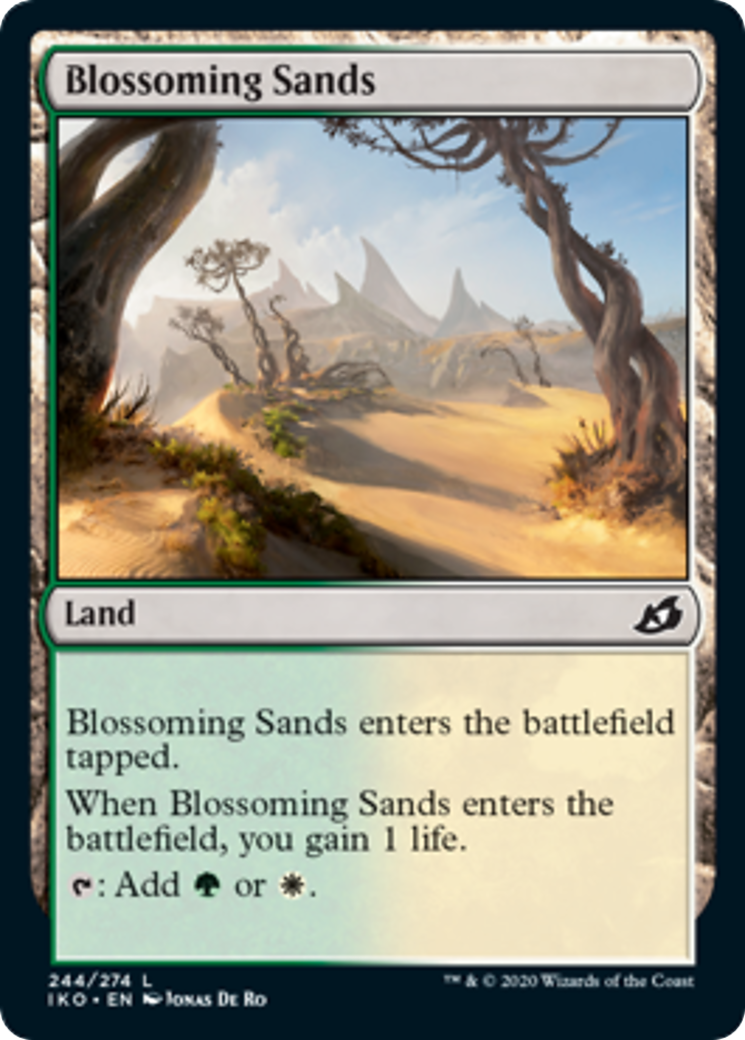 Blossoming Sands
Land
Blossoming Sands enters the battlefield
tapped.
When Blossoming Sands enters the
battlefield, you gain 1 life.
: Add or .
244/274 L
IKO • EN Jonas De Ro
™ & © 2020 Wizards of the Coast